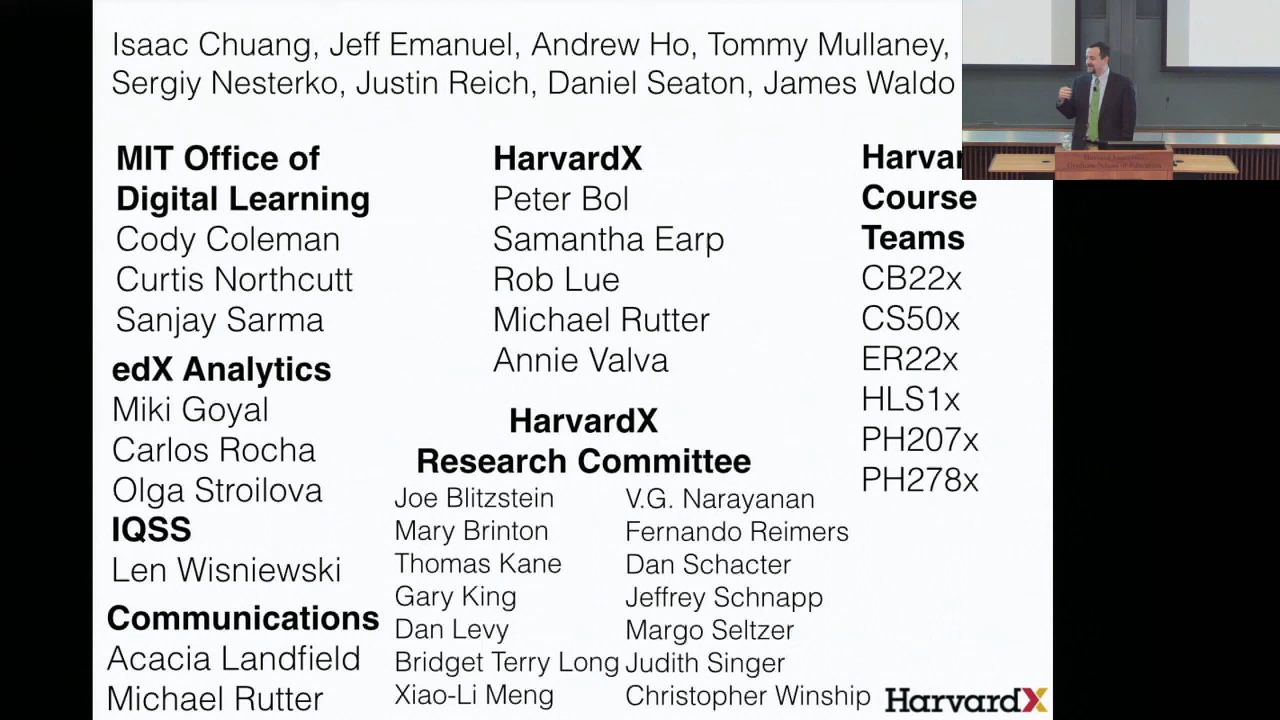 Isaac Chuang, Jeff Emanuel, Andrew Ho, Tommy Mullaney,
Sergiy Nesterko, Justin Reich, Daniel Seaton, James Waldo
MIT Office of
Digital Learning
Cody Coleman
Curtis Northcutt
Sanjay Sarma
edX Analytics
Miki Goyal
Carlos Rocha
Olga Stroilova
IQSS
Len Wisniewski
Communications
Acacia Landfield
Michael Rutter
HarvardX
Peter Bol
Samantha Earp
Rob Lue
Michael Rutter
Annie Valva
HarvardX
Research Committee
Joe Blitzstein
Mary Brinton
Thomas Kane
Gary King
Dan Levy
Bridget Terry Long
Xiao-Li Meng
V.G. Narayanan
Fernando Reimers
Dan Schacter
Jeffrey Schnapp
Margo Seltzer
Judith Singer
Christopher Winship
Harvar
Course
Teams
CB22x
CS50x
ER22x
HLS1x
PH207x
PH278x
HarvardX
Graduate School of Education